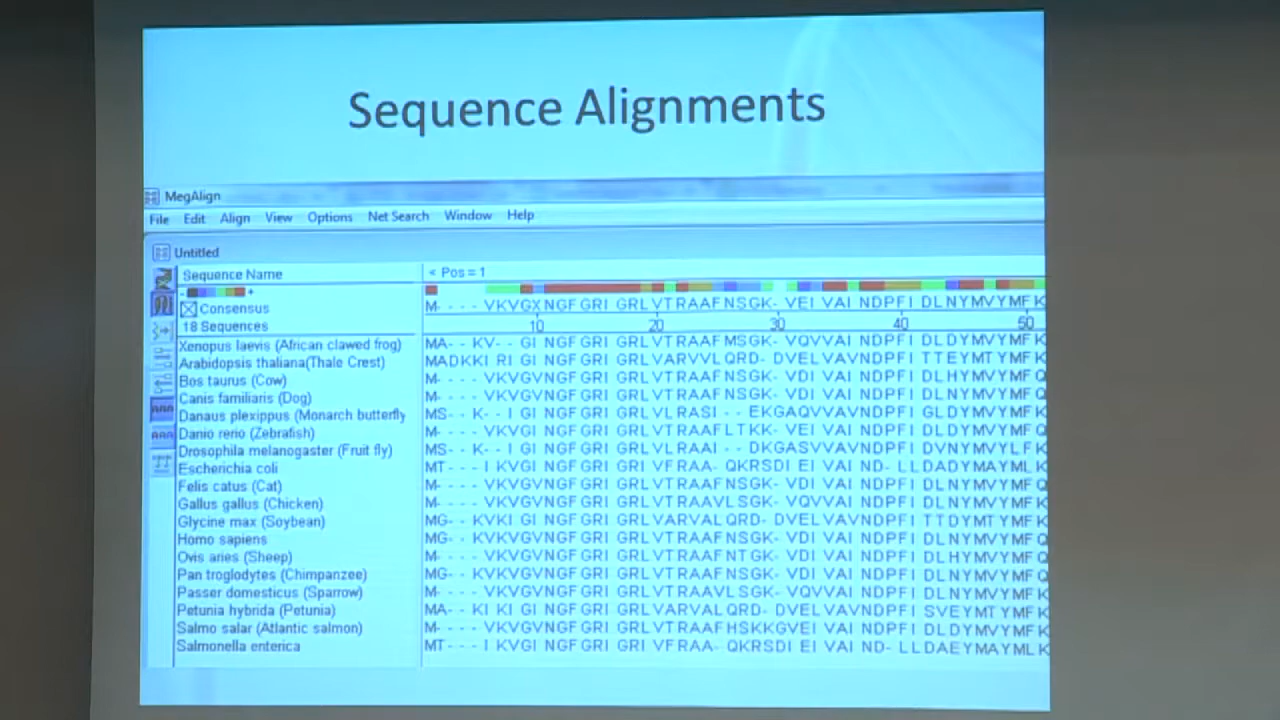 Sequence Alignments
MegAlign
File Edit Align View Options Net Search Window Help
Untitled
Sequence Name < Pos = 1
- +
Consensus M- - - - VKVGXNGFGRI GRLVTRAAFNSGK- VEI VAI NDPFI DLNYMVYMFK
18 Sequences 10 20 30 40 50
Xenopus laevis (African clawed frog) MA- - KV- - GI NGFGRI GRLVTRAAFMSGK- VQVVAI NDPFI DLDYMVYMFK
Arabidopsis thaliana(Thale Crest) MADKKI RI GI NGFGRI GRLVARVVLQRD- DVELVAVNDPFI TTEYMTYMFK
Bos taurus (Cow) M- - - - VKVGVNGFGRI GRLVTRAAFNSGK- VDI VAI NDPFI DLHYMVYMFQ
Canis familiaris (Dog) M- - - - VKVGVNGFGRI GRLVTRAAFNSGK- VDI VAI NDPFI DLNYMVYMFQ
Danaus plexippus (Monarch butterfly MS- - K- - I GI NGFGRI GRLVLRASI - - EKGAQVVAVNDPFI GLDYMVYMFK
Danio rerio (Zebrafish) M- - - - VKVGVNGFGRI GRLVTRAAFLTKK- VEI VAI NDPFI DLDYMVYMFQ
Drosophila melanogaster (Fruit fly) MS- - K- - I GI NGFGRI GRLVLRAAI - - DKGASVVAVNDPFI DVNYMVYLFK
Escherichia coli MT- - - I KVGI NGFGRI GRI VFRAA- QKRSDI EI VAI ND- LLDADYMAYMLK
Felis catus (Cat) M- - - - VKVGVNGFGRI GRLVTRAAFNSGK- VDI VAI NDPFI DLNYMVYMFQ
Gallus gallus (Chicken) M- - - - VKVGVNGFGRI GRLVTRAAVLSGK- VQVVAI NDPFI DLNYMVYMFK
Glycine max (Soybean) MG- - KVKI GI NGFGRI GRLVARVALQRD- DVELVAVNDPFI TTDYMTYMFK
Homo sapiens MG- - KVKVGVNGFGRI GRLVTRAAFNSGK- VDI VAI NDPFI DLNYMVYMFQ
Ovis aries (Sheep) M- - - - VKVGVNGFGRI GRLVTRAAFNTGK- VDI VAI NDPFI DLHYMVYMFQ
Pan troglodytes (Chimpanzee) MG- - KVKVGVNGFGRI GRLVTRAAFNSGK- VDI VAI NDPFI DLNYMVYMFQ
Passer domesticus (Sparrow) M- - - - VKVGVNGFGRI GRLVTRAAVLSGK- VQVVAI NDPFI DLNYMVYMFK
Petunia hybrida (Petunia) MA- - KI KI GI NGFGRI GRLVARVALQRD- DVELVAVNDPFI SVEYMTYMFK
Salmo salar (Atlantic salmon) M- - - - VKVGVNGFGRI GRLVTRAAFHSKKGVEI VAI NDPFI DLDYMVYMFK
Salmonella enterica MT- - - I KVGI NGFGRI GRI VFRAA- QKRSDI EI VAI ND- LLDAEYMAYMLK